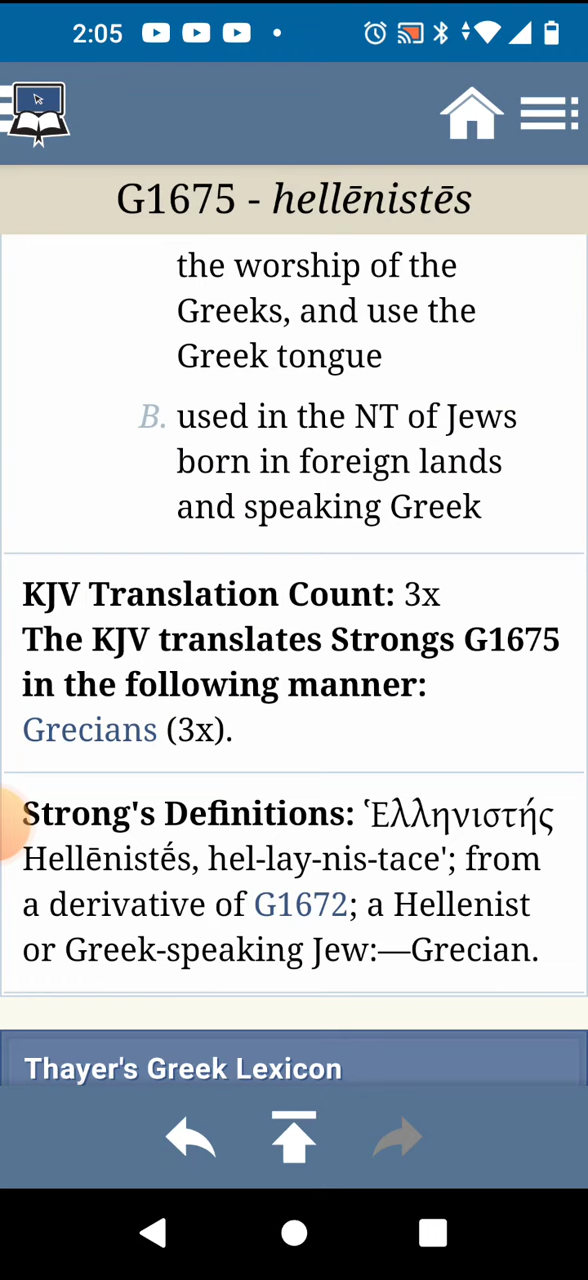 2:05
G1675 - hellēnistēs
the worship of the
Greeks, and use the
Greek tongue
B. used in the NT of Jews
born in foreign lands
and speaking Greek
KJV Translation Count: 3x
The KJV translates Strongs G1675
in the following manner:
Grecians (3x).
Strong's Definitions: Ἑλληνιστής
Hellēnistḗs, hel-lay-nis-tace'; from
a derivative of G1672; a Hellenist
or Greek-speaking Jew:—Grecian.
Thayer's Greek Lexicon